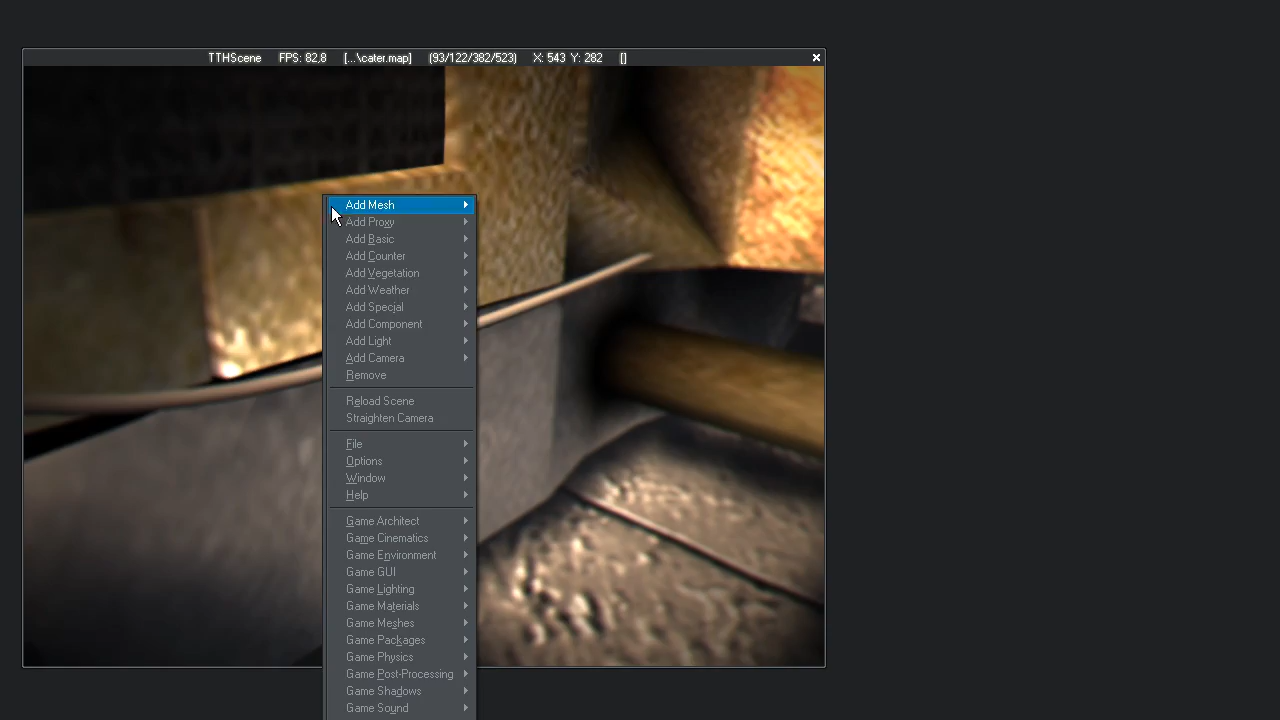 TTHScene FPS: 82,8 [...\cater.map] (93/122/382/523) X: 543 Y: 282 []
Add Mesh
Add Proxy
Add Basic
Add Counter
Add Vegetation
Add Weather
Add Special
Add Component
Add Light
Add Camera
Remove
Reload Scene
Straighten Camera
File
Options
Window
Help
Game Architect
Game Cinematics
Game Environment
Game GUI
Game Lighting
Game Materials
Game Meshes
Game Packages
Game Physics
Game Post-Processing
Game Shadows
Game Sound